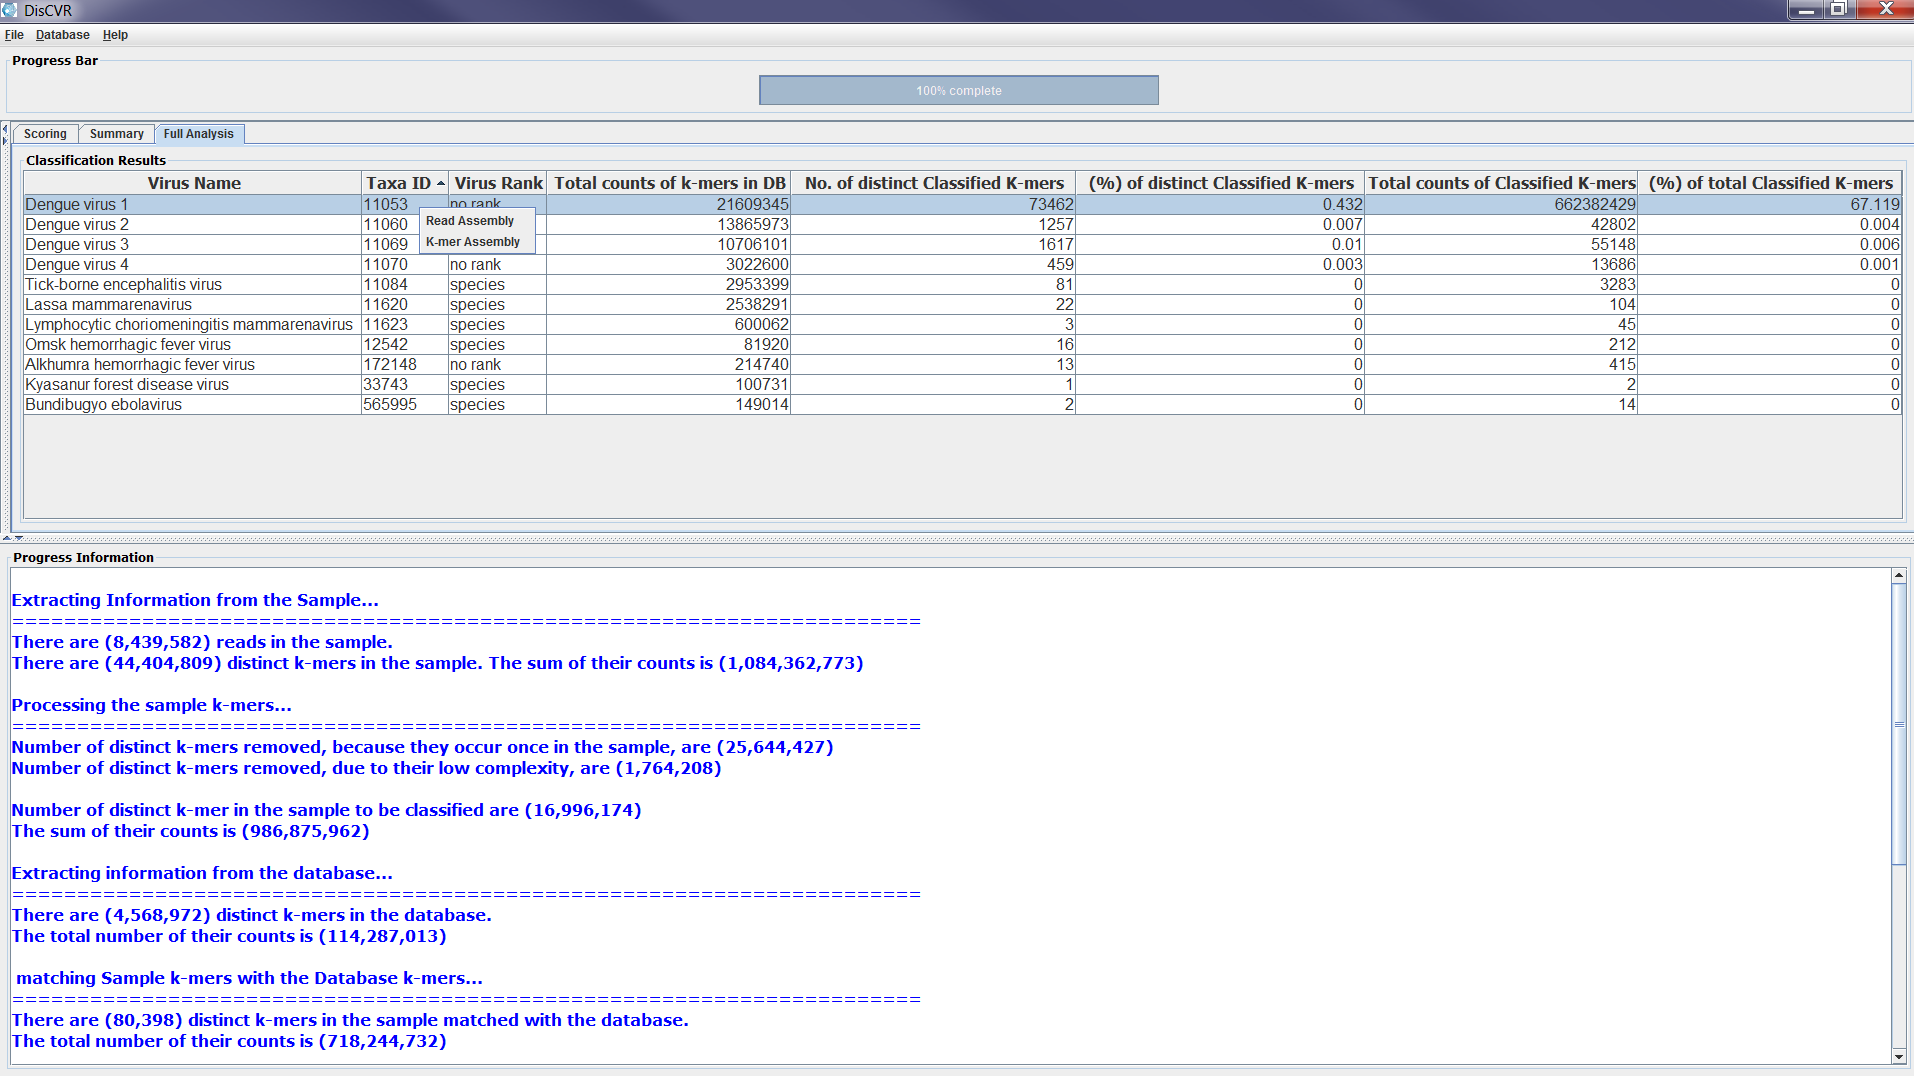 DisCVR
File Database Help
Progress Bar
100% complete
Scoring Summary Full Analysis
Classification Results
Virus Name Taxa ID Virus Rank Total counts of k-mers in DB No. of distinct Classified K-mers (%) of distinct Classified K-mers Total counts of Classified K-mers (%) of total Classified K-mers
Dengue virus 1 11053 no rank 21609345 73462 0.432 662382429 67.119
Dengue virus 2 11060 13865973 1257 0.007 42802 0.004
Dengue virus 3 11069 10706101 1617 0.01 55148 0.006
Dengue virus 4 11070 no rank 3022600 459 0.003 13686 0.001
Tick-borne encephalitis virus 11084 species 2953399 81 0 3283 0
Lassa mammarenavirus 11620 species 2538291 22 0 104 0
Lymphocytic choriomeningitis mammarenavirus 11623 species 600062 3 0 45 0
Omsk hemorrhagic fever virus 12542 species 81920 16 0 212 0
Alkhumra hemorrhagic fever virus 172148 no rank 214740 13 0 415 0
Kyasanur forest disease virus 33743 species 100731 1 0 2 0
Bundibugyo ebolavirus 565995 species 149014 2 0 14 0
Read Assembly
K-mer Assembly
Progress Information
Extracting Information from the Sample...
======================================================================
There are (8,439,582) reads in the sample.
There are (44,404,809) distinct k-mers in the sample. The sum of their counts is (1,084,362,773)
Processing the sample k-mers...
======================================================================
Number of distinct k-mers removed, because they occur once in the sample, are (25,644,427)
Number of distinct k-mers removed, due to their low complexity, are (1,764,208)
Number of distinct k-mer in the sample to be classified are (16,996,174)
The sum of their counts is (986,875,962)
Extracting information from the database...
======================================================================
There are (4,568,972) distinct k-mers in the database.
The total number of their counts is (114,287,013)
matching Sample k-mers with the Database k-mers...
======================================================================
There are (80,398) distinct k-mers in the sample matched with the database.
The total number of their counts is (718,244,732)